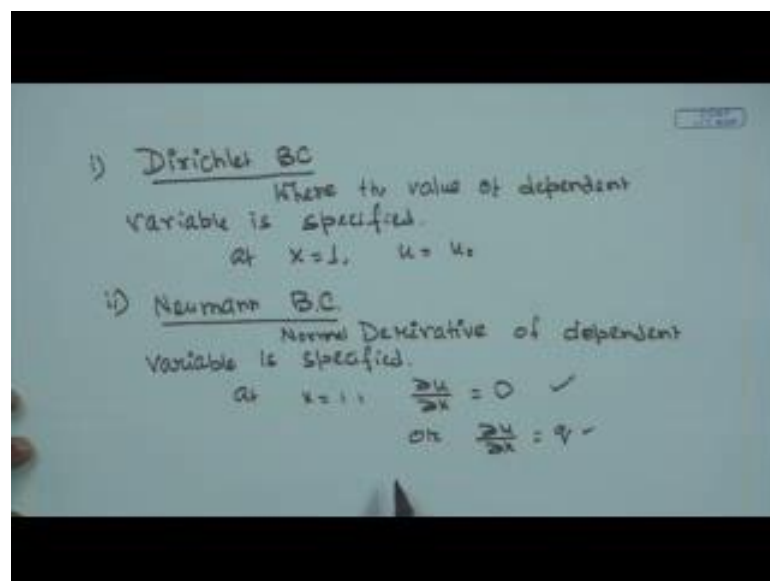 i) Dirichlet BC
Where the value of dependent
variable is specified.
at x=1, u = u₀
ii) Neumann B.C.
Normal Derivative of dependent
variable is specified.
at x=1, ∂u/∂x = 0 ✓
or ∂u/∂x = q